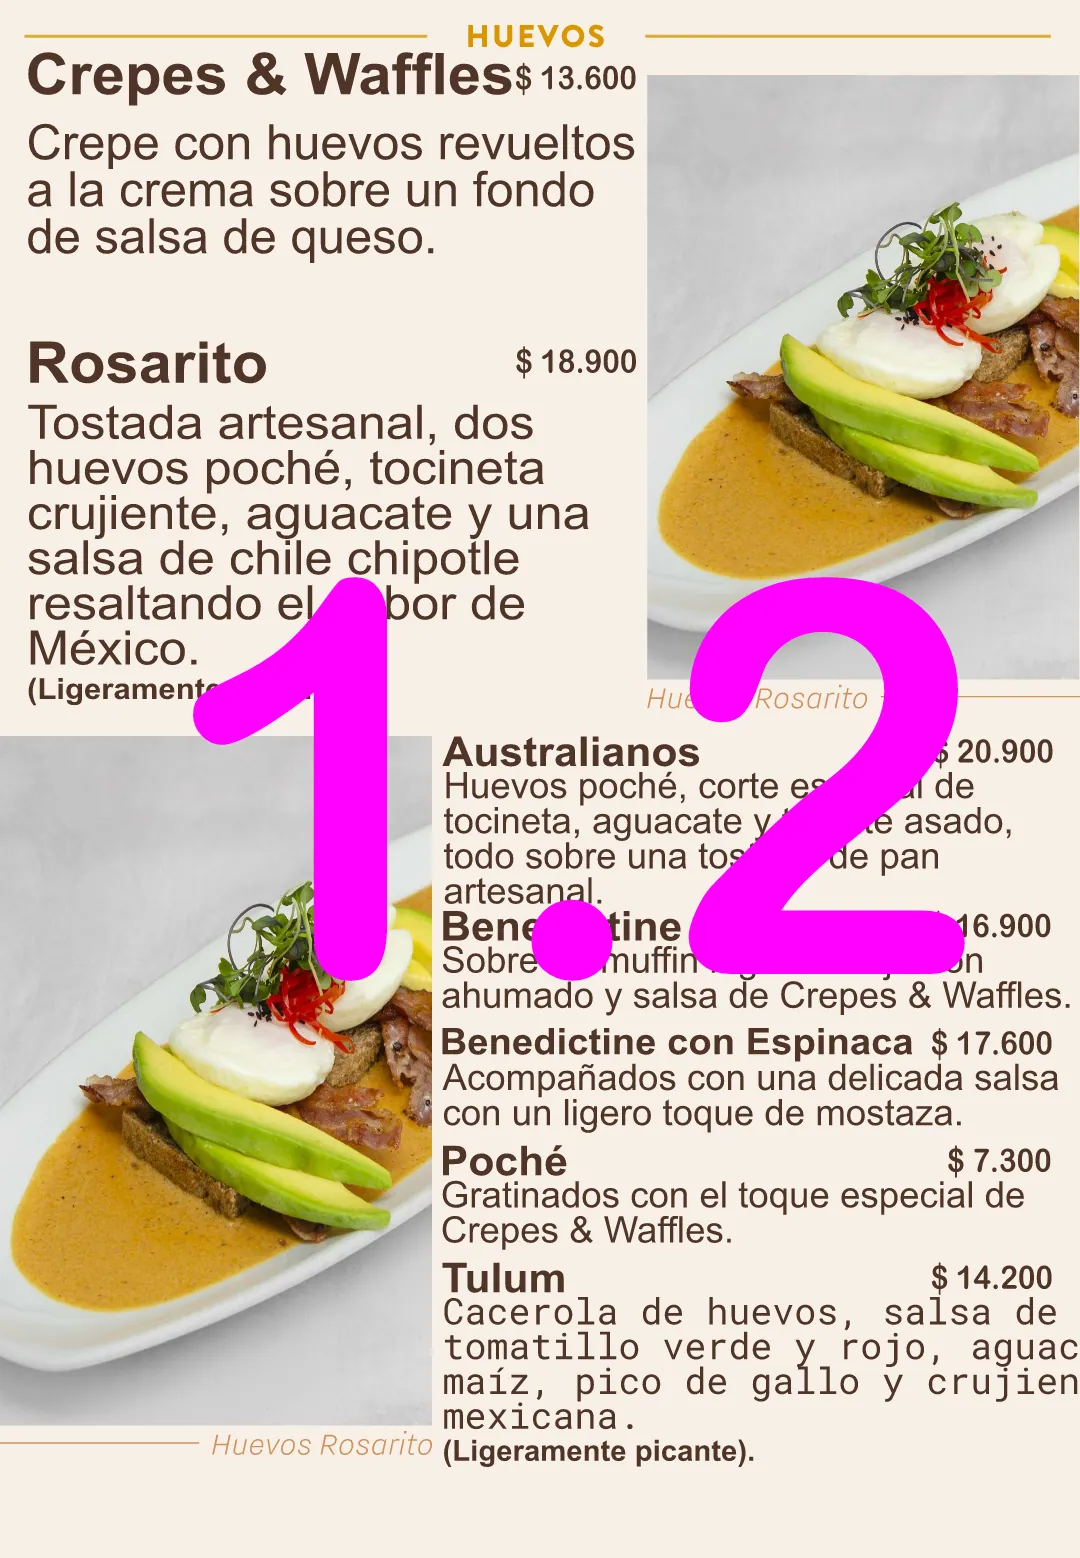 HUEVOS
Crepes & Waffles $ 13.600
Crepe con huevos revueltos
a la crema sobre un fondo
de salsa de queso.
Rosarito $ 18.900
Tostada artesanal, dos
huevos poché, tocineta
crujiente, aguacate y una
salsa de chile chipotle
resaltando el de
México.
Rosarito
1.2
Australianos $ 20.900
Huevos poché, corte de
tocineta, aguacate y asado,
todo sobre una de pan
artesanal.
16.900
Sobre muffin
ahumado y salsa de Crepes & Waffles.
Benedictine con Espinaca $ 17.600
Acompañados con una delicada salsa
con un ligero toque de mostaza.
Poché $ 7.300
Gratinados con el toque especial de
Crepes & Waffles.
Tulum $ 14.200
Cacerola de huevos, salsa de
tomatillo verde y rojo, aguac
maíz, pico de gallo y crujien
mexicana.
(Ligeramente picante).
Huevos Rosarito